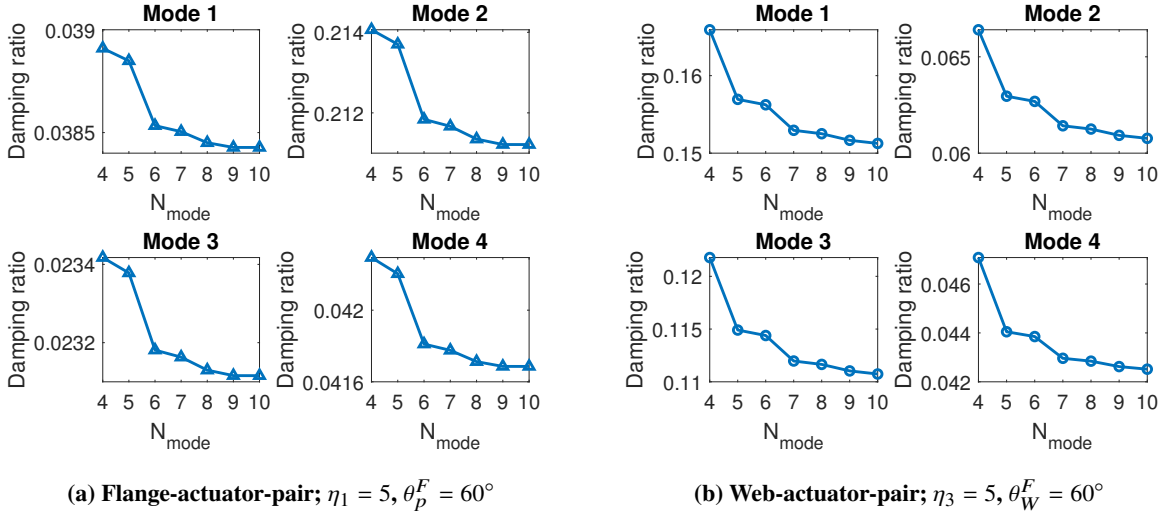 Mode 1
Damping ratio
0.039
0.0385
4 5 6 7 8 9 10
N_mode
Mode 2
Damping ratio
0.214
0.212
4 5 6 7 8 9 10
N_mode
Mode 3
Damping ratio
0.0234
0.0232
4 5 6 7 8 9 10
N_mode
Mode 4
Damping ratio
0.042
0.0416
4 5 6 7 8 9 10
N_mode
(a) Flange-actuator-pair; η₁ = 5, θ_p^F = 60°
Mode 1
Damping ratio
0.16
0.15
4 5 6 7 8 9 10
N_mode
Mode 2
Damping ratio
0.065
0.06
4 5 6 7 8 9 10
N_mode
Mode 3
Damping ratio
0.12
0.115
0.11
4 5 6 7 8 9 10
N_mode
Mode 4
Damping ratio
0.046
0.044
0.042
4 5 6 7 8 9 10
N_mode
(b) Web-actuator-pair; η₃ = 5, θ_W^F = 60°